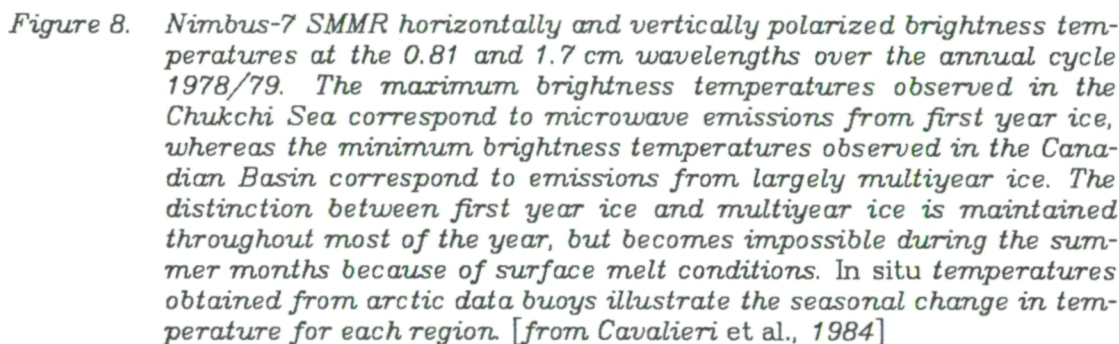 Figure 8. Nimbus-7 SMMR horizontally and vertically polarized brightness tem-
peratures at the 0.81 and 1.7 cm wavelengths over the annual cycle
1978/79. The maximum brightness temperatures observed in the
Chukchi Sea correspond to microwave emissions from first year ice,
whereas the minimum brightness temperatures observed in the Cana-
dian Basin correspond to emissions from largely multiyear ice. The
distinction between first year ice and multiyear ice is maintained
throughout most of the year, but becomes impossible during the sum-
mer months because of surface melt conditions. In situ temperatures
obtained from arctic data buoys illustrate the seasonal change in tem-
perature for each region. [from Cavalieri et al., 1984]